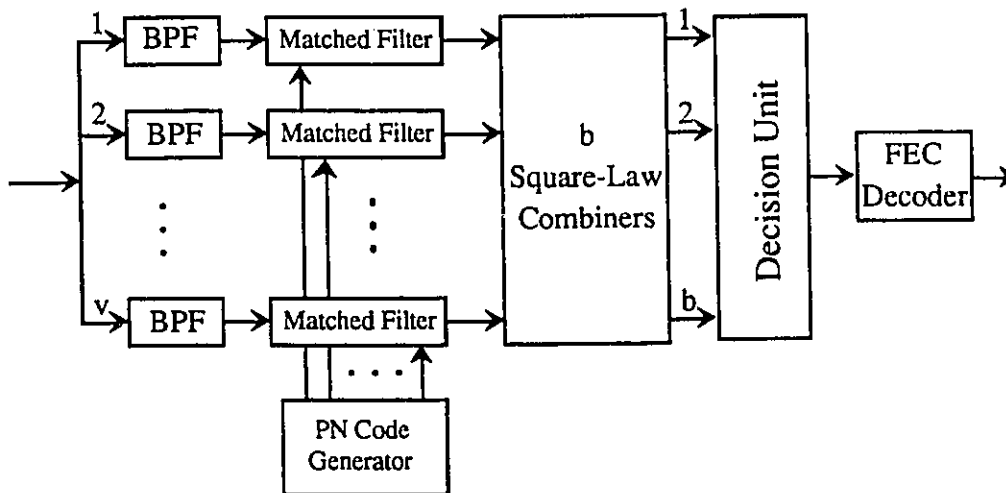 1
BPF
Matched Filter
1
2
BPF
Matched Filter
2
v
BPF
Matched Filter
b
b
Square-Law
Combiners
Decision Unit
FEC
Decoder
PN Code
Generator